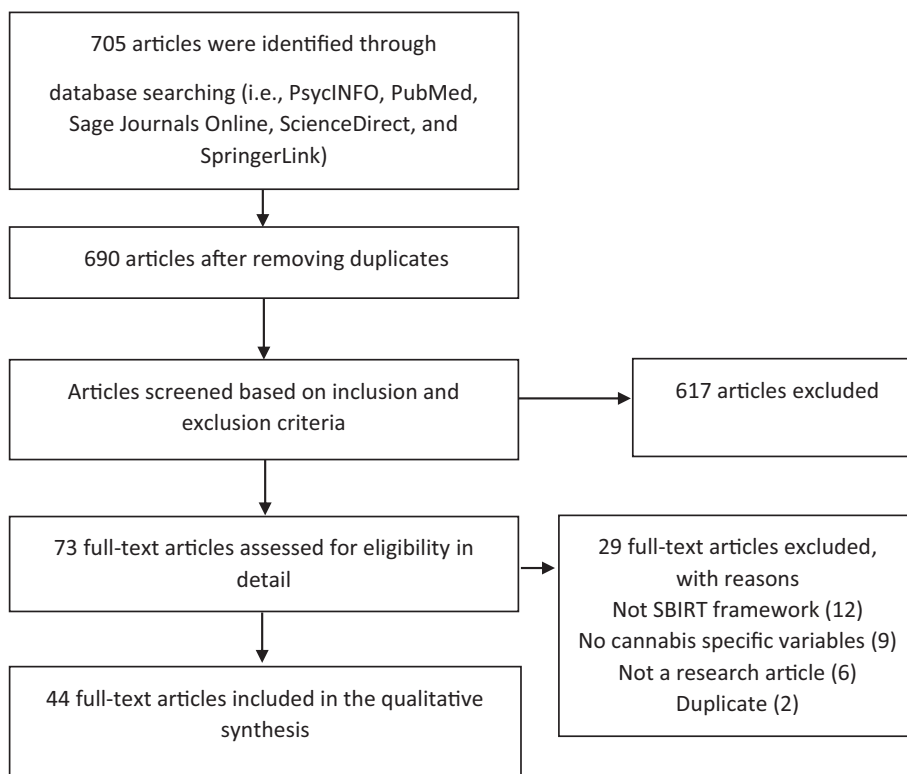 705 articles were identified through
database searching (i.e., PsycINFO, PubMed,
Sage Journals Online, ScienceDirect, and
SpringerLink)
690 articles after removing duplicates
Articles screened based on inclusion and
exclusion criteria
617 articles excluded
73 full-text articles assessed for eligibility in
detail
29 full-text articles excluded,
with reasons
Not SBIRT framework (12)
No cannabis specific variables (9)
Not a research article (6)
Duplicate (2)
44 full-text articles included in the qualitative
synthesis